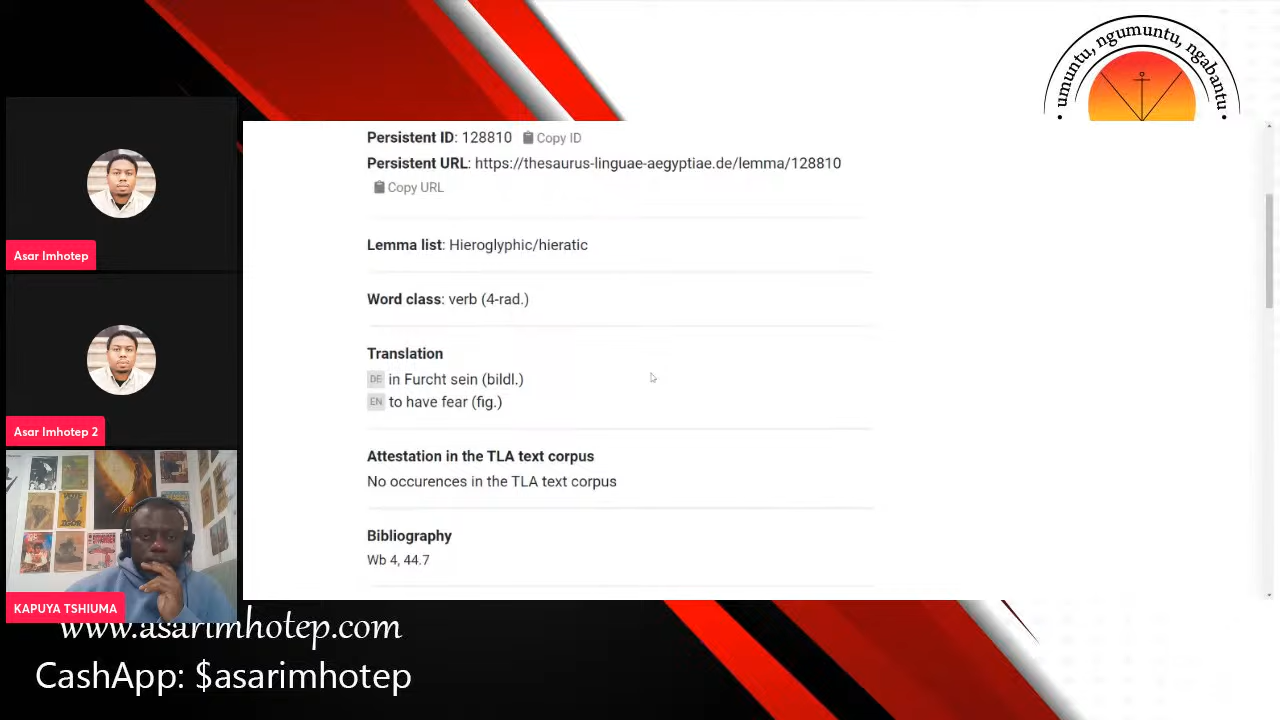 umuntu, ngumuntu, ngabantu
Persistent ID: 128810 Copy ID
Persistent URL: https://thesaurus-linguae-aegyptiae.de/lemma/128810
Copy URL
Lemma list: Hieroglyphic/hieratic
Word class: verb (4-rad.)
Translation
DE in Furcht sein (bildl.)
EN to have fear (fig.)
Attestation in the TLA text corpus
No occurences in the TLA text corpus
Bibliography
Wb 4, 44.7
Asar Imhotep
Asar Imhotep 2
KAPUYA TSHIUMA
www.asarimhotep.com
CashApp: $asarimhotep